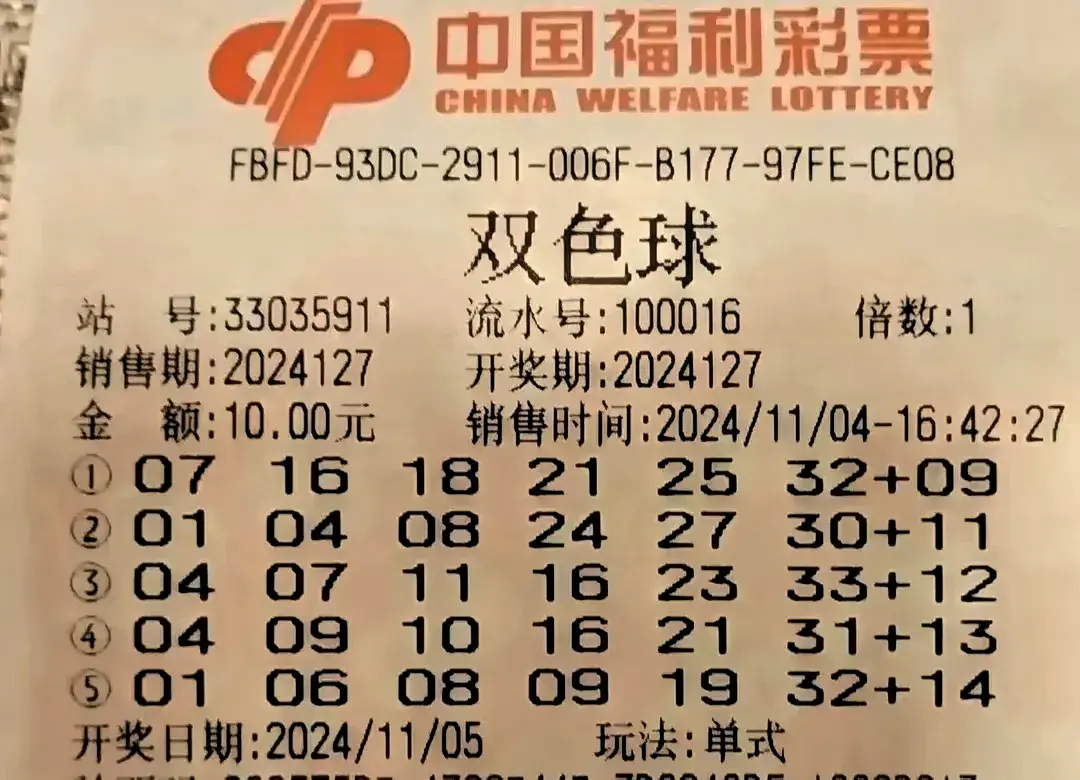 中国福利彩票
CHINA WELFARE LOTTERY
FBFD-93DC-2911-006F-B177-97FE-CE08
双色球
站 号:33035911 流水号:100016 倍数:1
销售期:2024127 开奖期:2024127
金 额:10.00元 销售时间:2024/11/04-16:42:27
① 07 16 18 21 25 32+09
② 01 04 08 24 27 30+11
③ 04 07 11 16 23 33+12
④ 04 09 10 16 21 31+13
⑤ 01 06 08 09 19 32+14
开奖日期:2024/11/05 玩法:单式